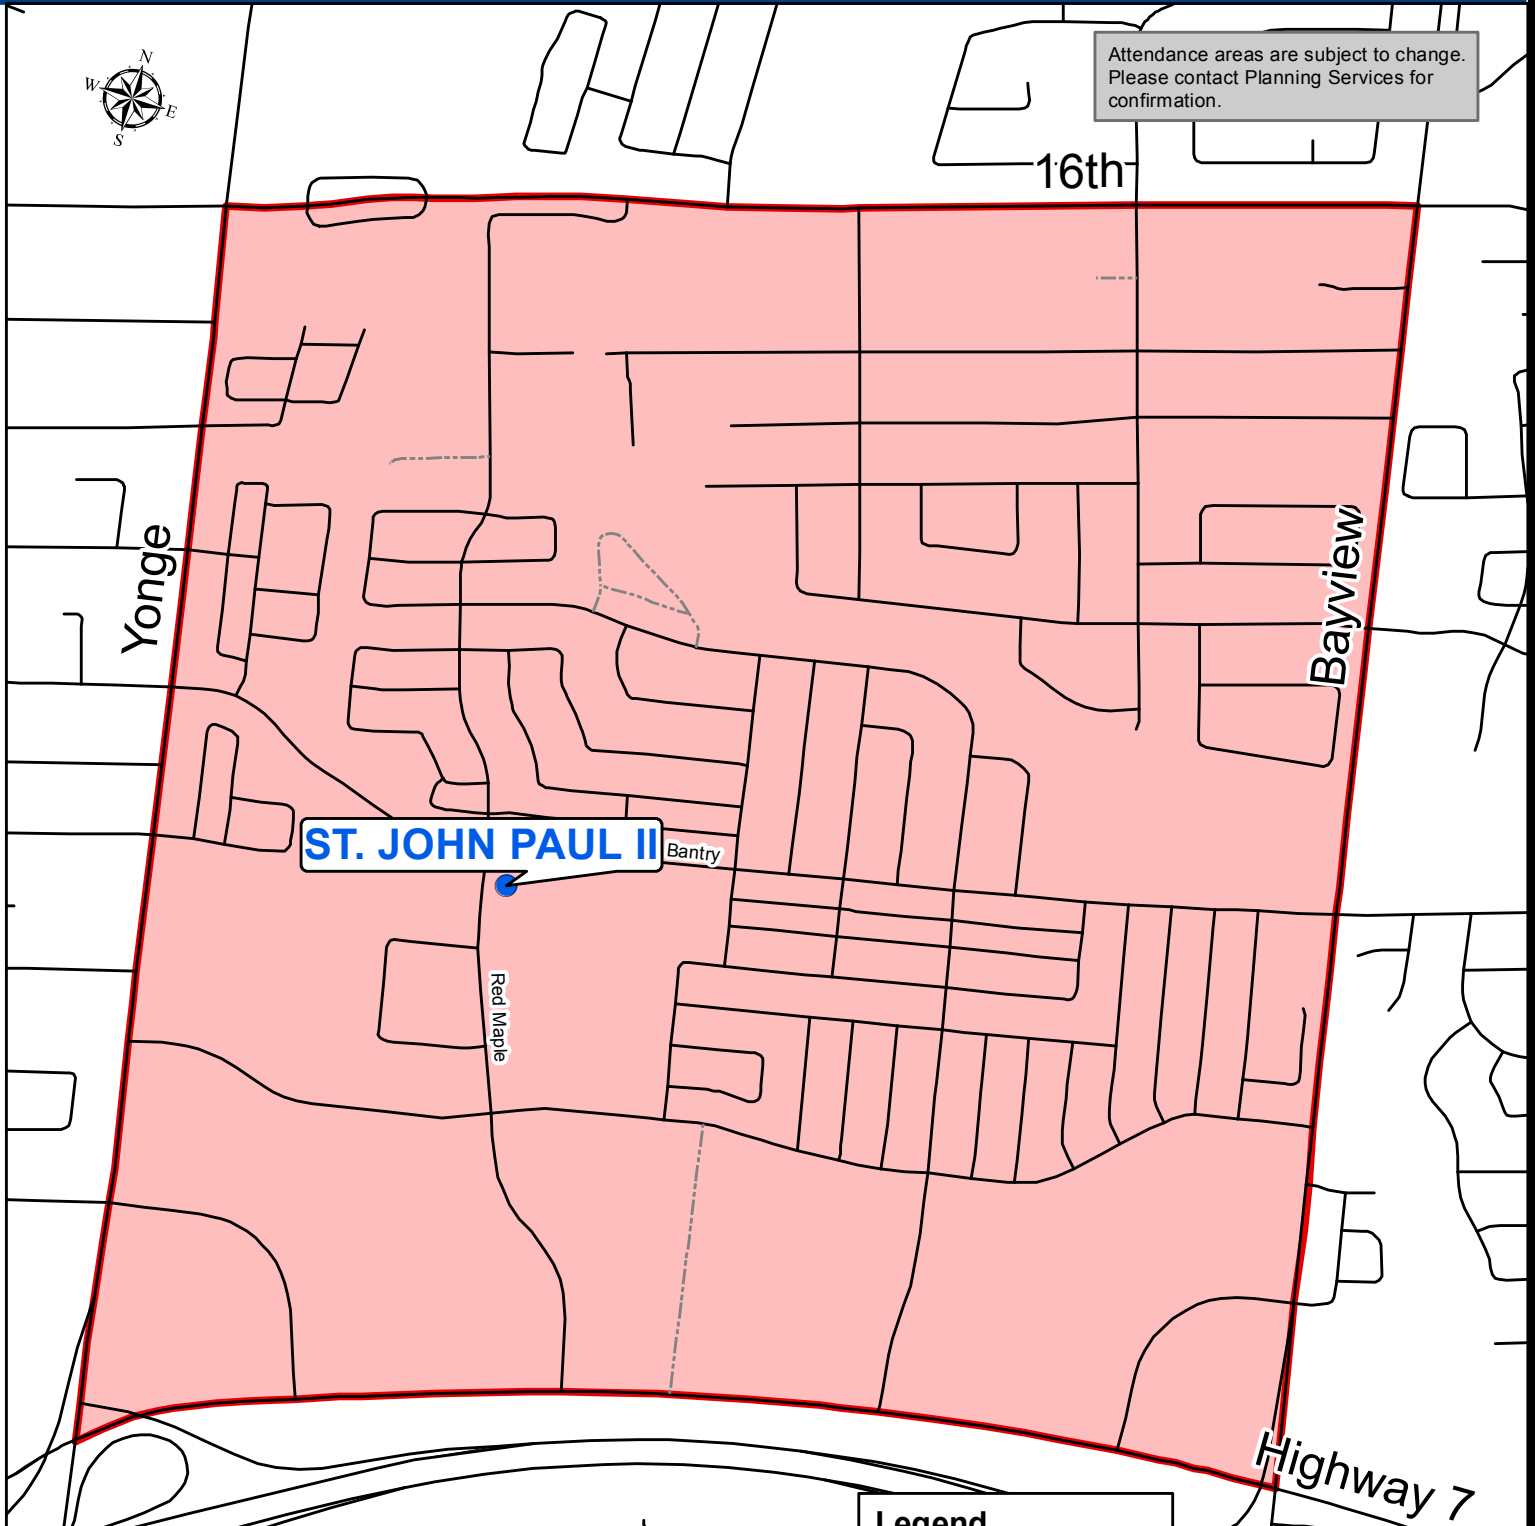 N
W
E
S
Attendance areas are subject to change.
Please contact Planning Services for
confirmation.
16th
Yonge
Bayview
ST. JOHN PAUL II
Bantry
Red Maple
Highway 7
Legend